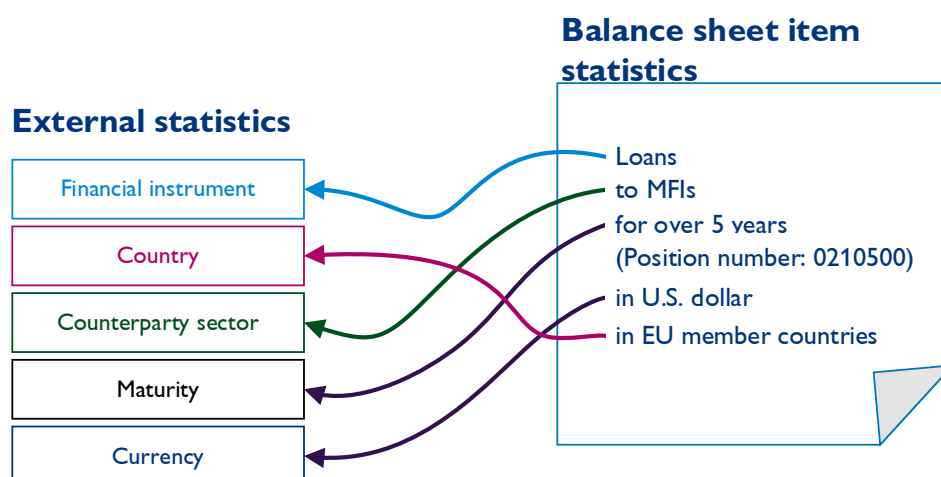 Balance sheet item
statistics
External statistics
Financial instrument
Country
Counterparty sector
Maturity
Currency
Loans
to MFIs
for over 5 years
(Position number: 0210500)
in U.S. dollar
in EU member countries